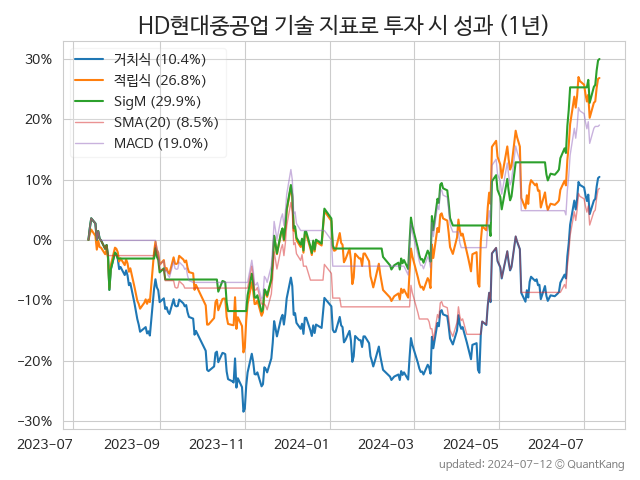 HD현대중공업 기술 지표로 투자 시 성과 (1년)
거치식 (10.4%)
적립식 (26.8%)
SigM (29.9%)
SMA(20) (8.5%)
MACD (19.0%)
30%
20%
10%
0%
−10%
−20%
−30%
2023-07
2023-09
2023-11
2024-01
2024-03
2024-05
2024-07
updated: 2024-07-12 © QuantKang